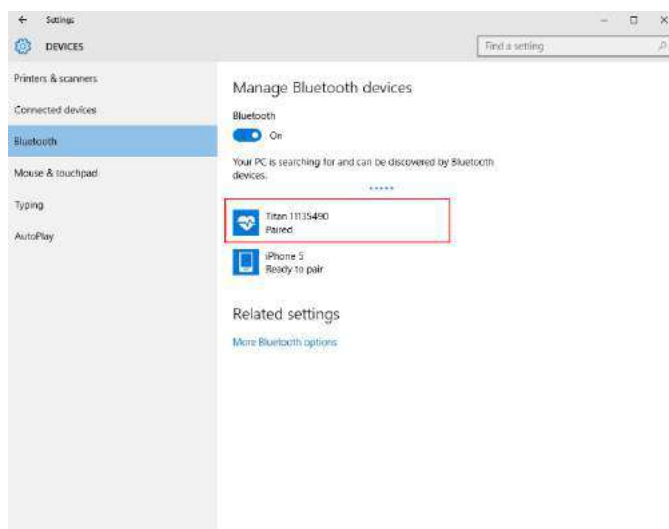 Settings
DEVICES
Find a setting
Printers & scanners
Connected devices
Bluetooth
Mouse & touchpad
Typing
AutoPlay
Manage Bluetooth devices
Bluetooth
On
Your PC is searching for and can be discovered by Bluetooth
devices.
Titan 11135490
Paired
iPhone 5
Ready to pair
Related settings
More Bluetooth options